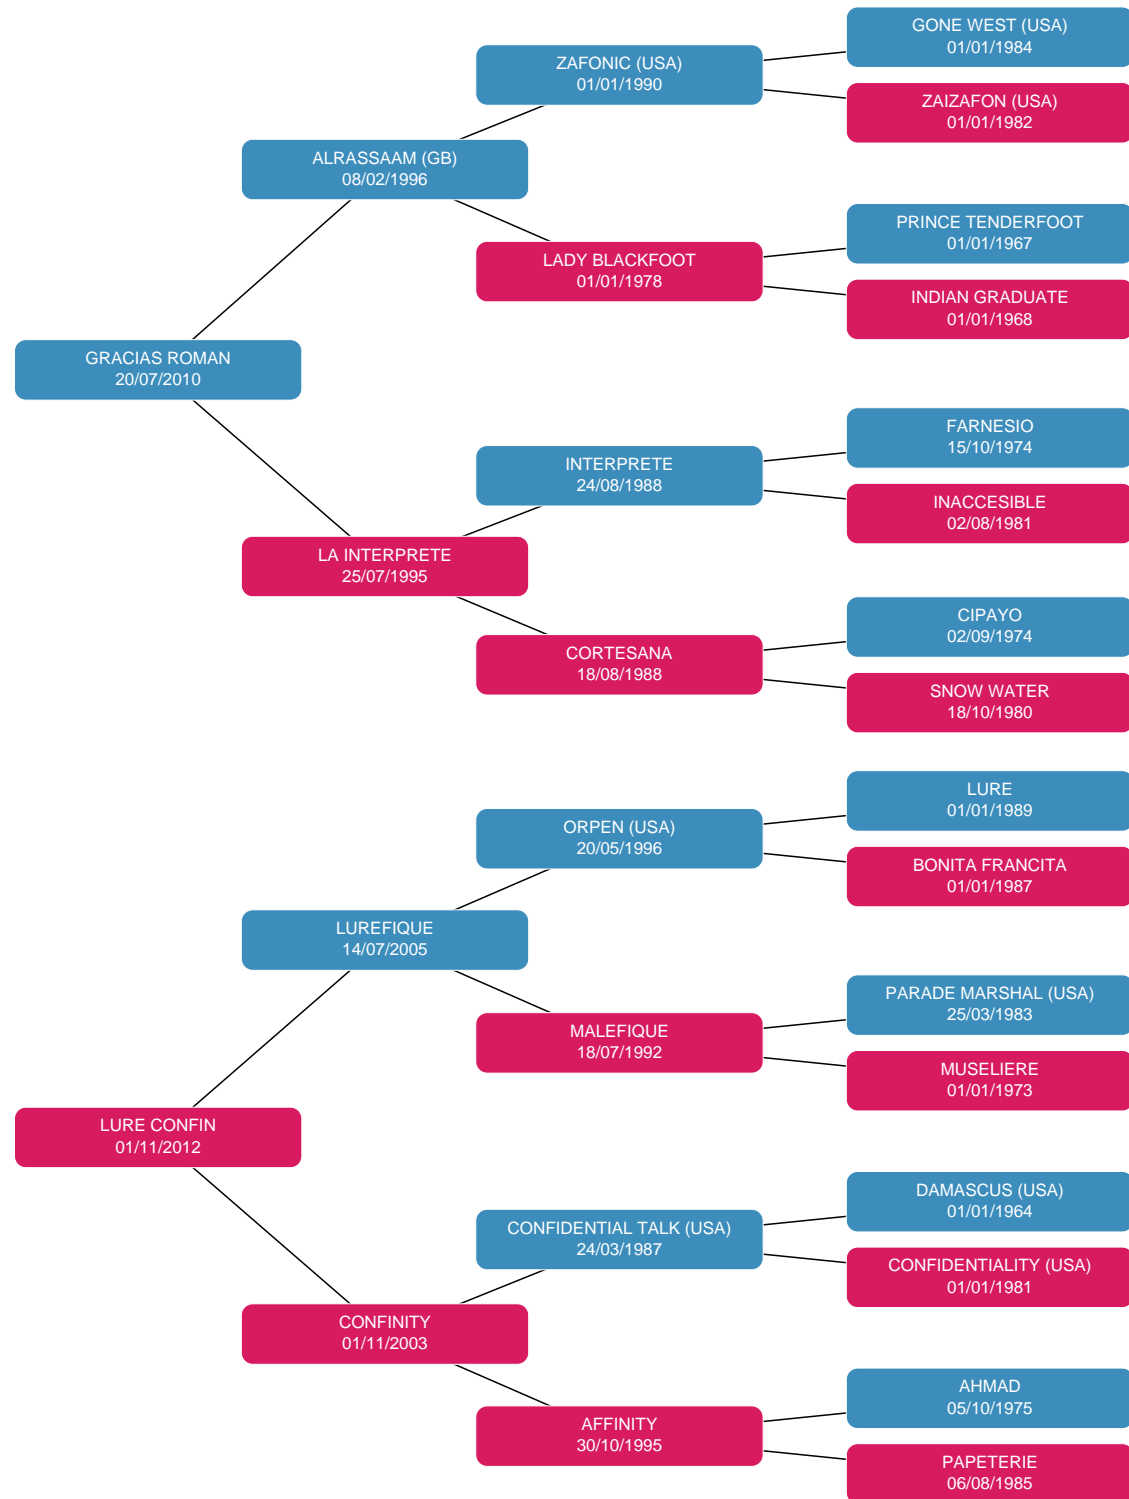 GONE WEST (USA)
01/01/1984
ZAFONIC (USA)
01/01/1990
ZAIZAFON (USA)
01/01/1982
ALRASSAAM (GB)
08/02/1996
PRINCE TENDERFOOT
01/01/1967
LADY BLACKFOOT
01/01/1978
INDIAN GRADUATE
01/01/1968
GRACIAS ROMAN
20/07/2010
FARNESIO
15/10/1974
INTERPRETE
24/08/1988
INACCESIBLE
02/08/1981
LA INTERPRETE
25/07/1995
CIPAYO
02/09/1974
CORTESANA
18/08/1988
SNOW WATER
18/10/1980
LURE
01/01/1989
ORPEN (USA)
20/05/1996
BONITA FRANCITA
01/01/1987
LUREFIQUE
14/07/2005
PARADE MARSHAL (USA)
25/03/1983
MALEFIQUE
18/07/1992
MUSELIERE
01/01/1973
LURE CONFIN
01/11/2012
DAMASCUS (USA)
01/01/1964
CONFIDENTIAL TALK (USA)
24/03/1987
CONFIDENTIALITY (USA)
01/01/1981
CONFINITY
01/11/2003
AHMAD
05/10/1975
AFFINITY
30/10/1995
PAPETERIE
06/08/1985